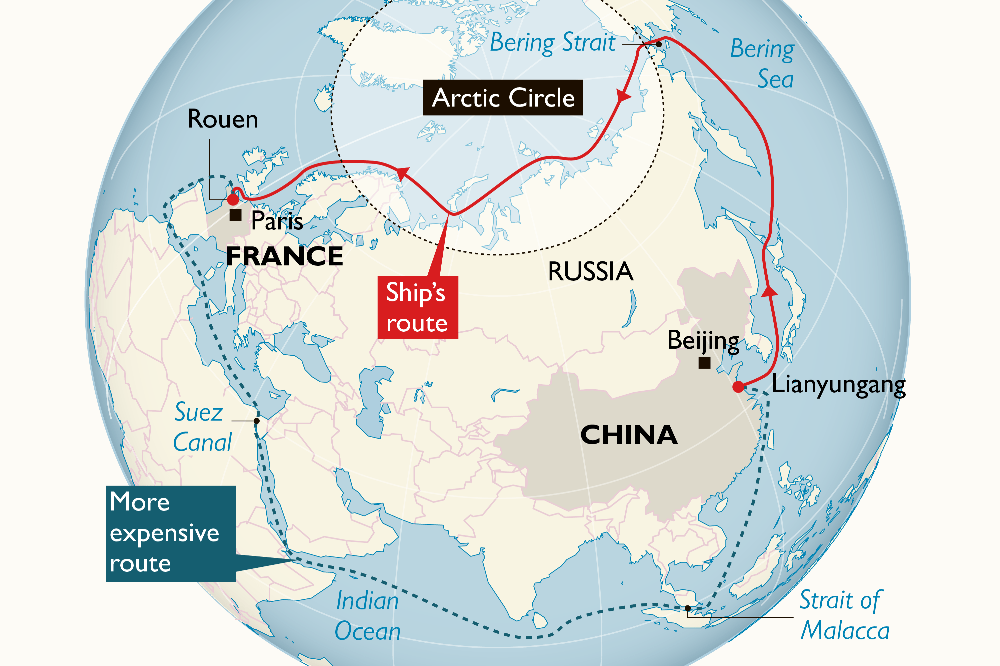 Bering Strait
Bering
Sea
Arctic Circle
Rouen
Paris
FRANCE
RUSSIA
Ship’s
route
Beijing
Lianyungang
Suez
Canal
CHINA
More
expensive
route
Indian
Ocean
Strait of
Malacca